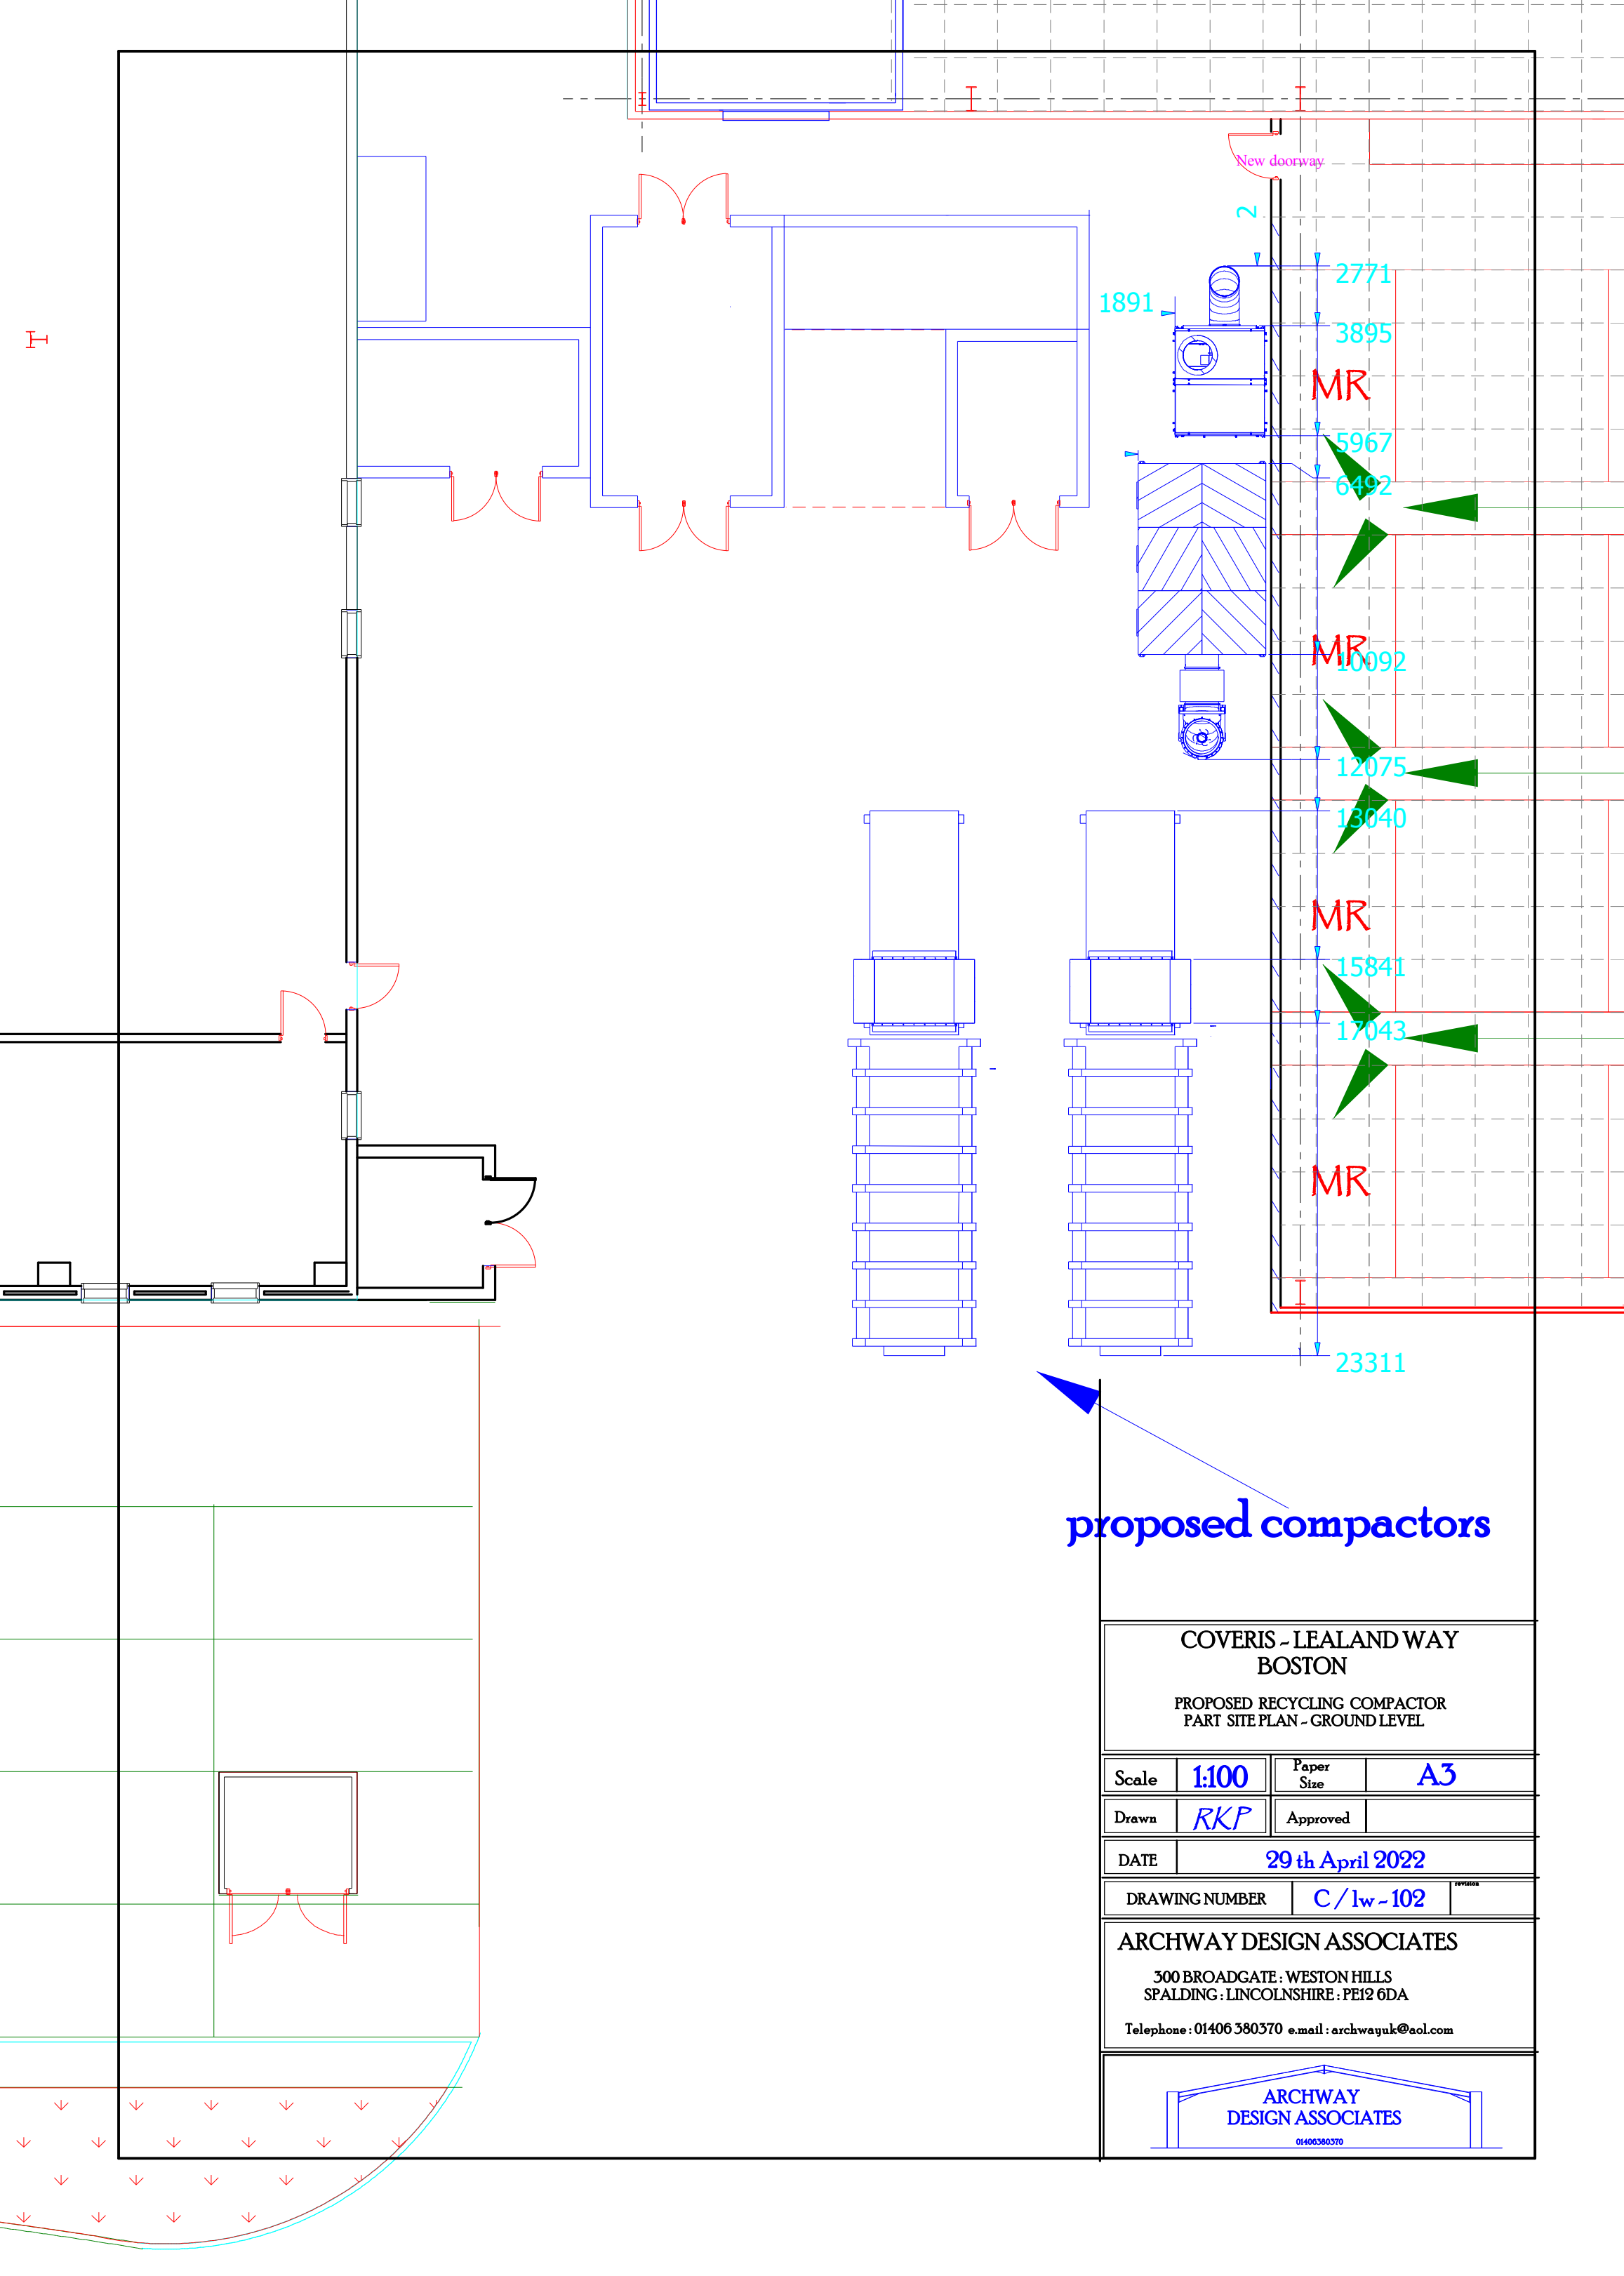 New doorway
2
2771
1891
3895
MR
5967
6492
MR
10092
12075
13040
MR
15841
17043
MR
23311
proposed compactors
COVERIS - LEALAND WAY
BOSTON
PROPOSED RECYCLING COMPACTOR
PART SITE PLAN - GROUND LEVEL
Scale 1:100 Paper Size A3
Drawn RKP Approved
DATE 29 th April 2022
DRAWING NUMBER C / lw - 102 revision
ARCHWAY DESIGN ASSOCIATES
300 BROADGATE : WESTON HILLS
SPALDING : LINCOLNSHIRE : PE12 6DA
Telephone : 01406 380370 e.mail : archwayuk@aol.com
ARCHWAY
DESIGN ASSOCIATES
01406380370